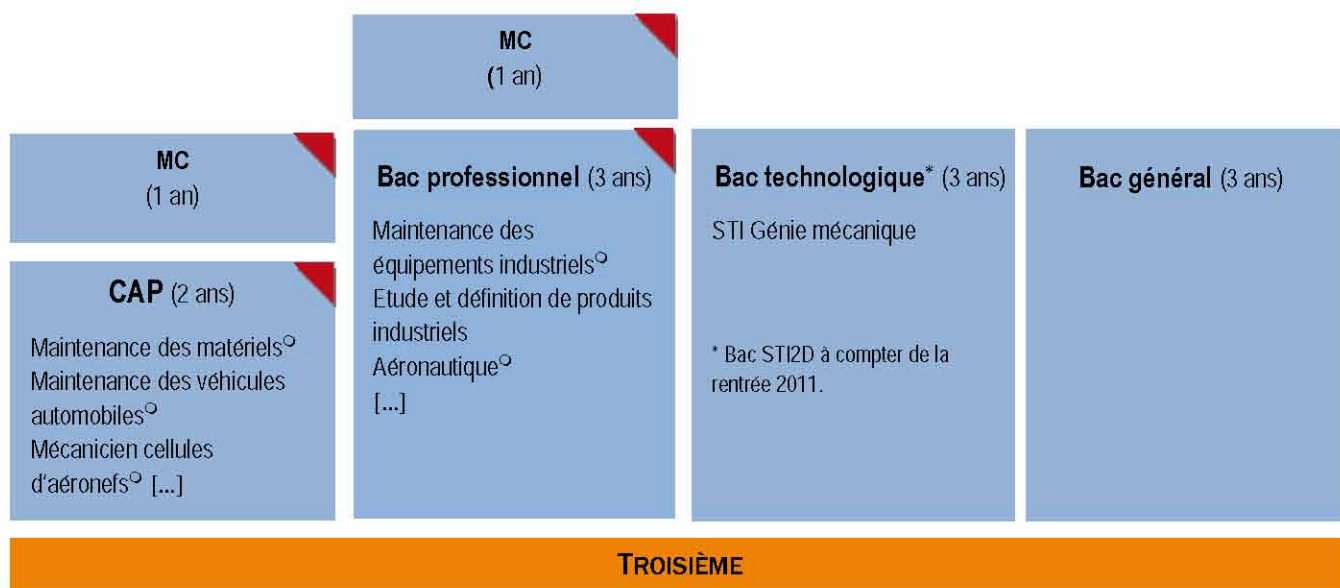 MC
(1 an)
MC
(1 an)
CAP (2 ans)
Maintenance des matériels❍
Maintenance des véhicules
automobiles❍
Mécanicien cellules
d'aéronefs❍ [...]
Bac professionnel (3 ans)
Maintenance des
équipements industriels❍
Etude et définition de produits
industriels
Aéronautique❍
[...]
Bac technologique* (3 ans)
STI Génie mécanique
* Bac STI2D à compter de la
rentrée 2011.
Bac général (3 ans)
TROISIÈME